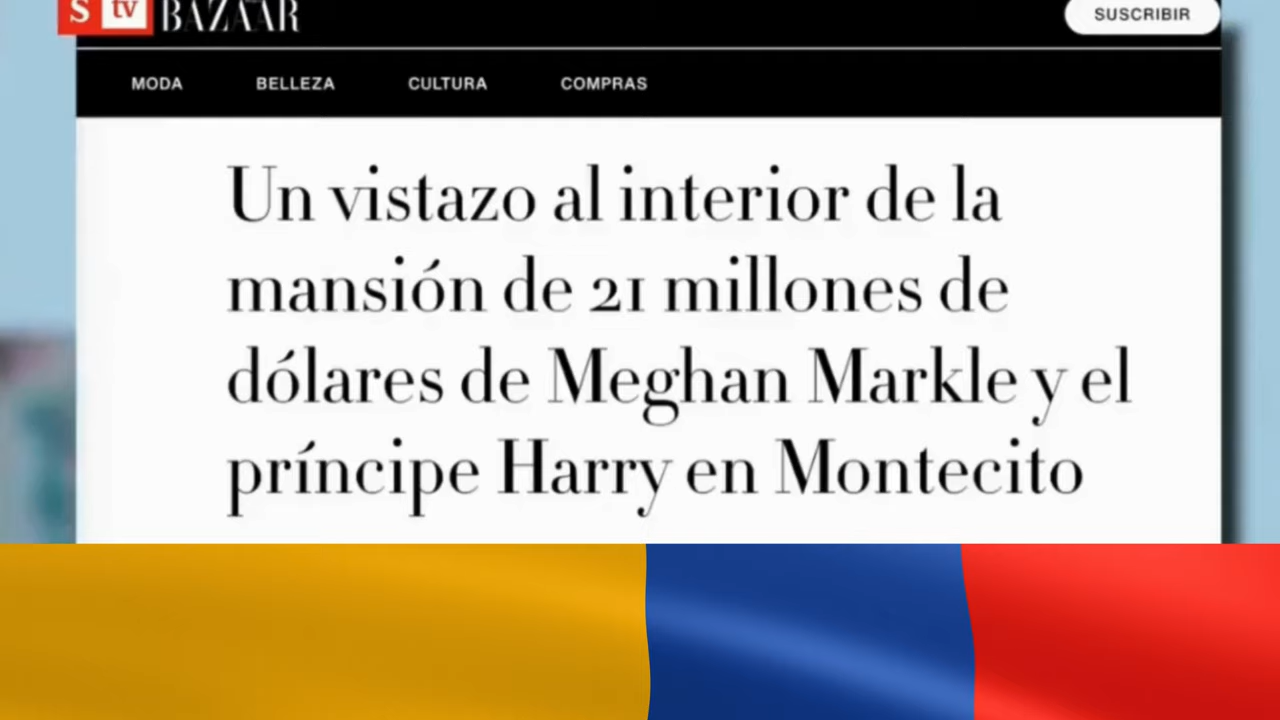 S tv BAZAAR
SUSCRIBIR
MODA BELLEZA CULTURA COMPRAS
Un vistazo al interior de la
mansión de 21 millones de
dólares de Meghan Markle y el
príncipe Harry en Montecito